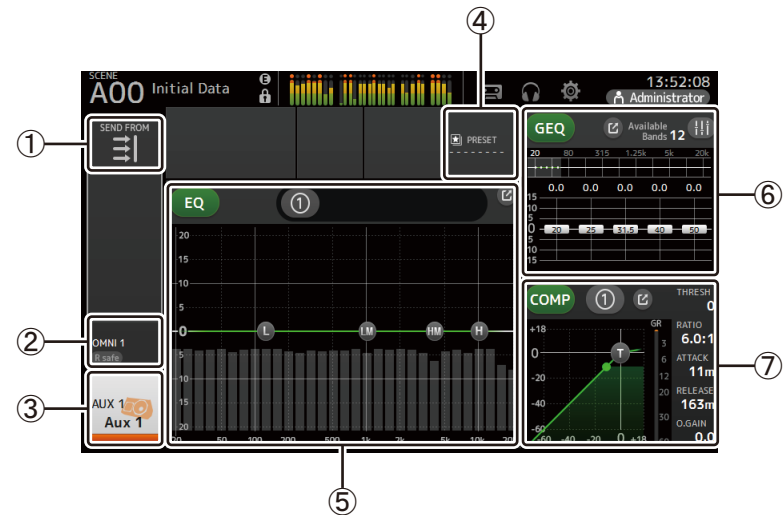 ④
SCENE
A00 Initial Data
E
13:52:08
Administrator
①
SEND FROM
PRESET
GEQ
Available
Bands 12
20 80 315 1.25k 5k 20k
0.0 0.0 0.0 0.0 0.0
15
10
5
0
5
10
15
20 25 31.5 40 50
⑥
EQ
①
20
15
10
5
0
5
10
15
20
L LM HM H
20 50 100 200 500 1k 2k 5k 10k 20
②
OMNI 1
R safe
③
AUX 1
Aux 1
COMP
①
THRESH
0
GR
RATIO
6.0:1
ATTACK
11m
RELEASE
163m
O.GAIN
0.0
+18
0
-20
-40
-60
T
3
6
12
20
30
60
-60 -40 -20 0 +18
⑦
⑤